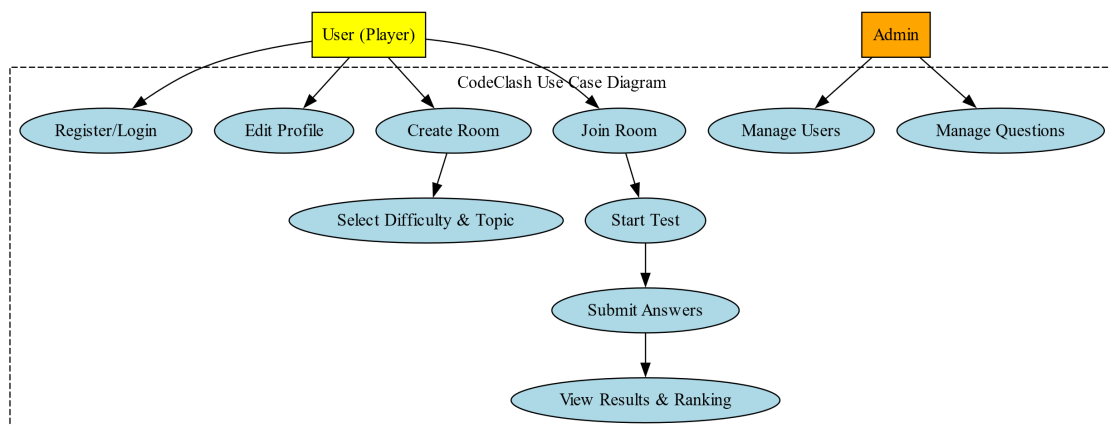 User (Player)
Admin
CodeClash Use Case Diagram
Register/Login
Edit Profile
Create Room
Join Room
Manage Users
Manage Questions
Select Difficulty & Topic
Start Test
Submit Answers
View Results & Ranking